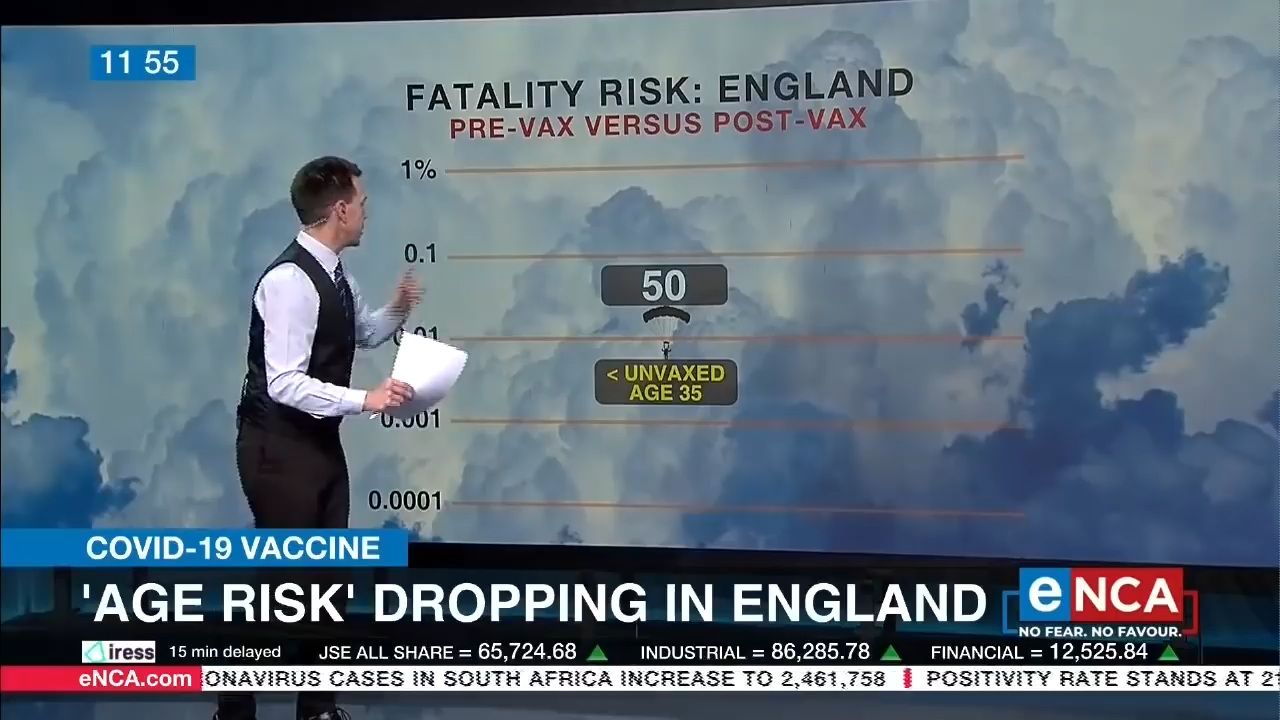 11 55
FATALITY RISK: ENGLAND
PRE-VAX VERSUS POST-VAX
1%
0.1
50
< UNVAXED
AGE 35
0.001
0.0001
COVID-19 VACCINE
'AGE RISK' DROPPING IN ENGLAND
eNCA
NO FEAR. NO FAVOUR.
iress 15 min delayed JSE ALL SHARE = 65,724.68 INDUSTRIAL = 86,285.78 FINANCIAL = 12,525.84
eNCA.com ONAVIRUS CASES IN SOUTH AFRICA INCREASE TO 2,461,758 POSITIVITY RATE STANDS AT